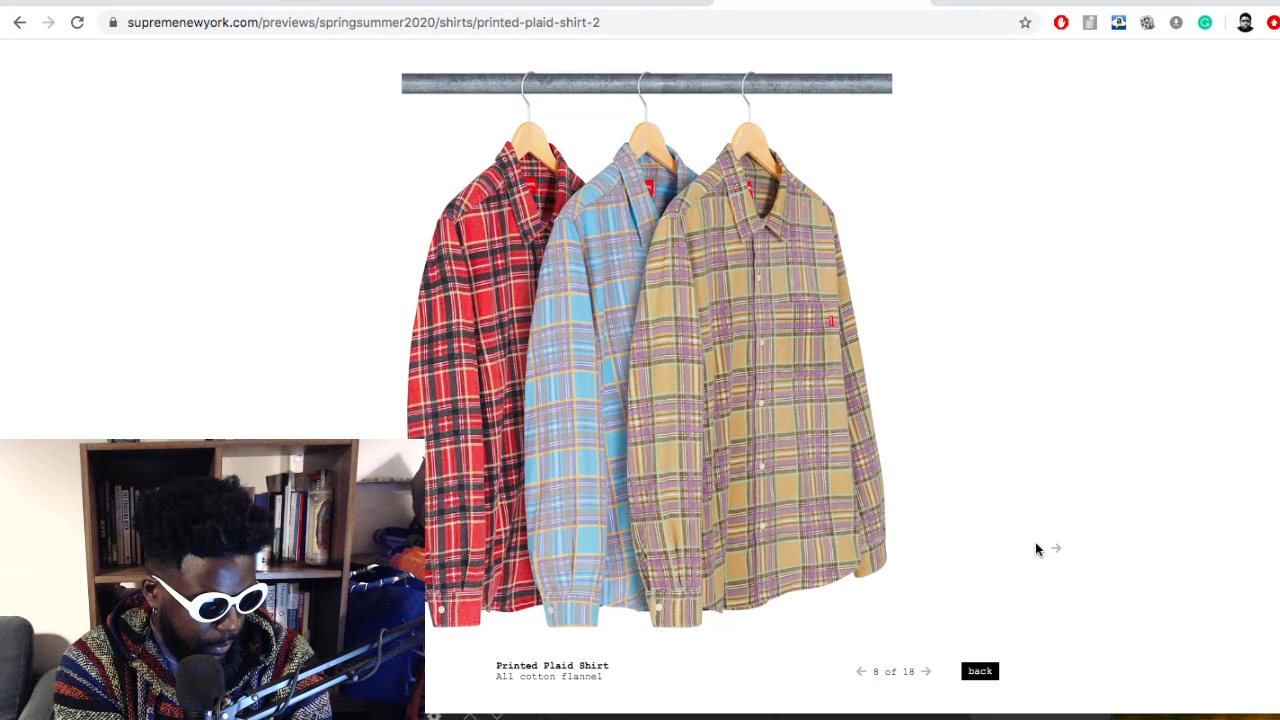 supremenewyork.com/previews/springsummer2020/shirts/printed-plaid-shirt-2
Printed Plaid Shirt
All cotton flannel
8 of 18
back